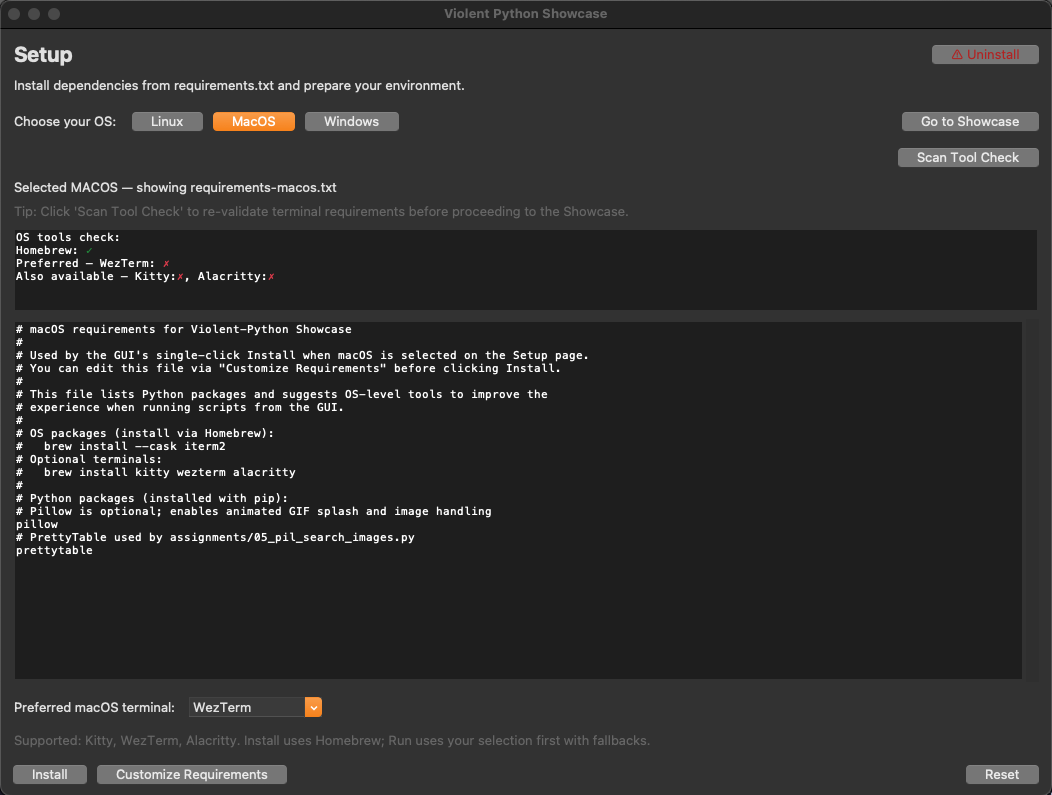 Violent Python Showcase
Setup
⚠ Uninstall
Install dependencies from requirements.txt and prepare your environment.
Choose your OS: Linux MacOS Windows Go to Showcase
Scan Tool Check
Selected MACOS — showing requirements-macos.txt
Tip: Click 'Scan Tool Check' to re-validate terminal requirements before proceeding to the Showcase.
OS tools check:
Homebrew: ✓
Preferred — WezTerm: ✗
Also available — Kitty:✗, Alacritty:✗
# macOS requirements for Violent-Python Showcase
#
# Used by the GUI's single-click Install when macOS is selected on the Setup page.
# You can edit this file via "Customize Requirements" before clicking Install.
#
# This file lists Python packages and suggests OS-level tools to improve the
# experience when running scripts from the GUI.
#
# OS packages (install via Homebrew):
#   brew install --cask iterm2
# Optional terminals:
#   brew install kitty wezterm alacritty
#
# Python packages (installed with pip):
# Pillow is optional; enables animated GIF splash and image handling
pillow
# PrettyTable used by assignments/05_pil_search_images.py
prettytable
Preferred macOS terminal: WezTerm
Supported: Kitty, WezTerm, Alacritty. Install uses Homebrew; Run uses your selection first with fallbacks.
Install Customize Requirements Reset